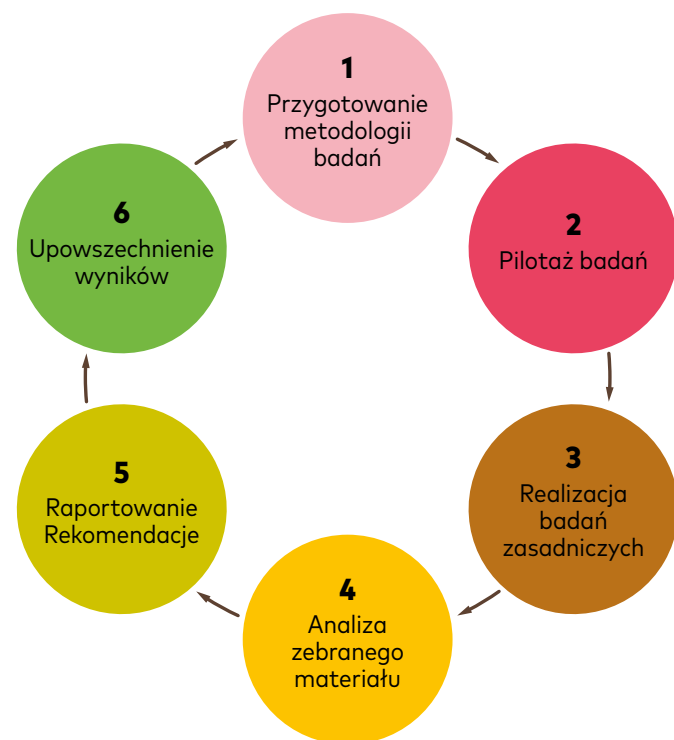 1
Przygotowanie
metodologii
badań
2
Pilotaż badań
3
Realizacja
badań
zasadniczych
4
Analiza
zebranego
materiału
5
Raportowanie
Rekomendacje
6
Upowszechnienie
wyników